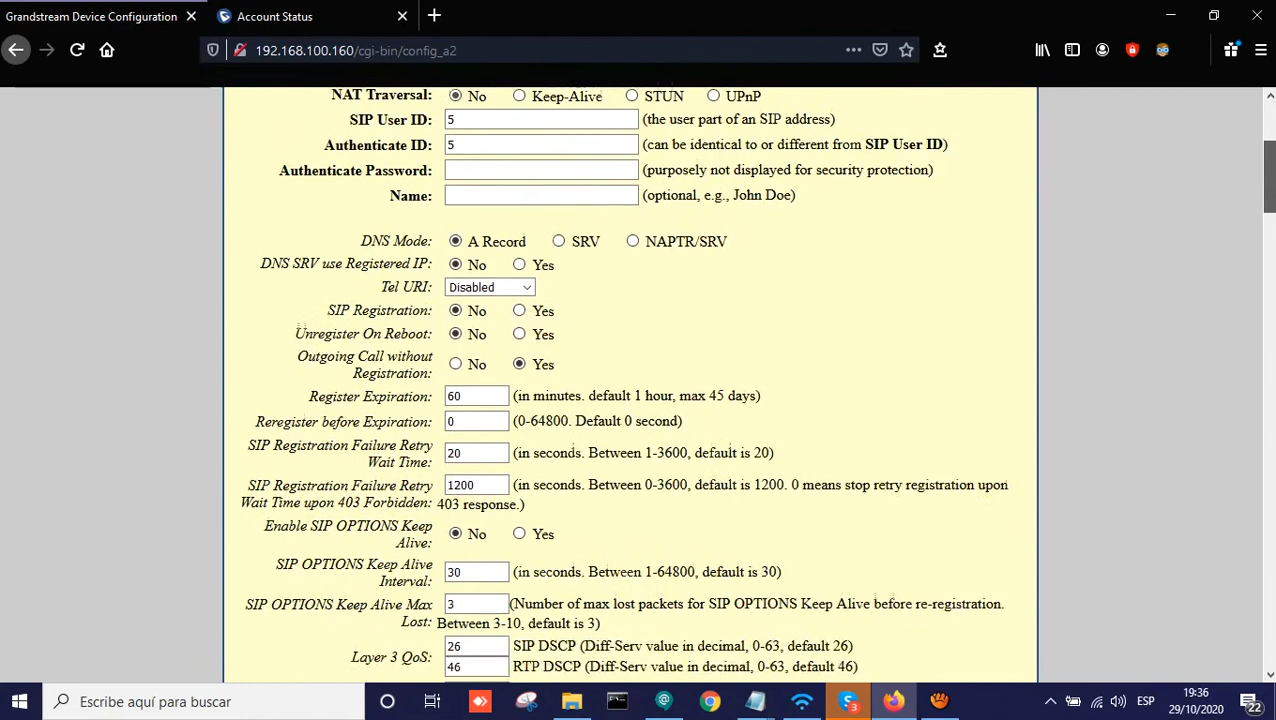 Grandstream Device Configuration
Account Status
192.168.100.160/cgi-bin/config_a2
NAT Traversal: No Keep-Alive STUN UPnP
SIP User ID: 5 (the user part of an SIP address)
Authenticate ID: 5 (can be identical to or different from SIP User ID)
Authenticate Password: (purposely not displayed for security protection)
Name: (optional, e.g., John Doe)
DNS Mode: A Record SRV NAPTR/SRV
DNS SRV use Registered IP: No Yes
Tel URI: Disabled
SIP Registration: No Yes
Unregister On Reboot: No Yes
Outgoing Call without
Registration: No Yes
Register Expiration: 60 (in minutes. default 1 hour, max 45 days)
Reregister before Expiration: 0 (0-64800. Default 0 second)
SIP Registration Failure Retry
Wait Time: 20 (in seconds. Between 1-3600, default is 20)
SIP Registration Failure Retry 1200 (in seconds. Between 0-3600, default is 1200. 0 means stop retry registration upon
Wait Time upon 403 Forbidden: 403 response.)
Enable SIP OPTIONS Keep
Alive: No Yes
SIP OPTIONS Keep Alive
Interval: 30 (in seconds. Between 1-64800, default is 30)
SIP OPTIONS Keep Alive Max 3 (Number of max lost packets for SIP OPTIONS Keep Alive before re-registration.
Lost: Between 3-10, default is 3)
26 SIP DSCP (Diff-Serv value in decimal, 0-63, default 26)
Layer 3 QoS:
46 RTP DSCP (Diff-Serv value in decimal, 0-63, default 46)
Escribe aquí para buscar
3
ESP
19:36
29/10/2020
22